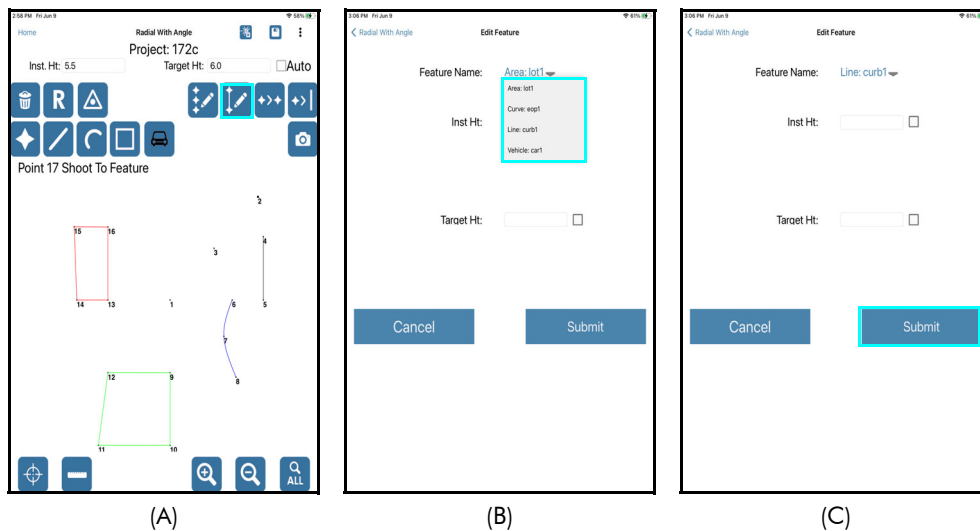 2:58 PM Fri Jun 9
58%
Home
Radial With Angle
Project: 172c
Inst. Ht: 5.5
Target Ht: 6.0
Auto
R
Point 17 Shoot To Feature
2
15 16
4
3
14 13 1 6 5
7
12 9
8
11 10
ALL
(A)
3:06 PM Fri Jun 9
61%
Radial With Angle
Edit Feature
Feature Name: Area: lot1
Area: lot1
Curve: eop1
Line: curb1
Vehicle: car1
Inst Ht:
Target Ht:
Cancel
Submit
(B)
3:06 PM Fri Jun 9
61%
Radial With Angle
Edit Feature
Feature Name: Line: curb1
Inst Ht:
Target Ht:
Cancel
Submit
(C)